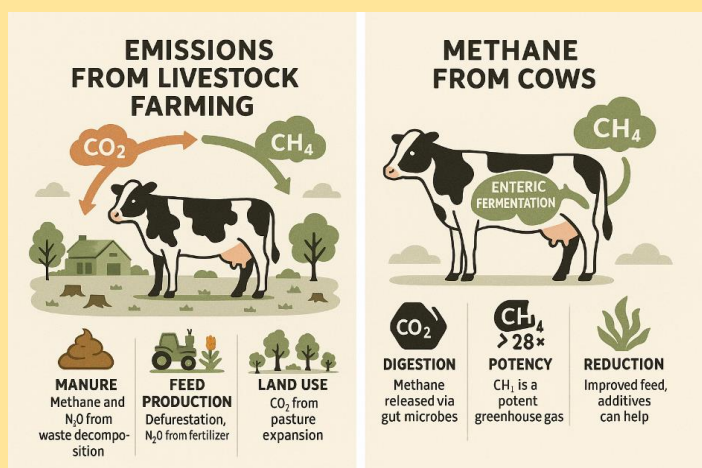 EMISSIONS
FROM LIVESTOCK
FARMING
CO₂
CH₄
MANURE
Methane and
N₂O from
waste decompo-
sition
FEED
PRODUCTION
Defurestation,
N₂O from fertilizer
LAND USE
CO₂ from
pasture
expansion
METHANE
FROM COWS
CH₄
ENTERIC
FERMENTATION
CO₂
DIGESTION
Methane
released via
gut microbes
CH₄
>28×
POTENCY
CH₁ is a
potent
greenhouse gas
REDUCTION
Improved feed,
additives
can help